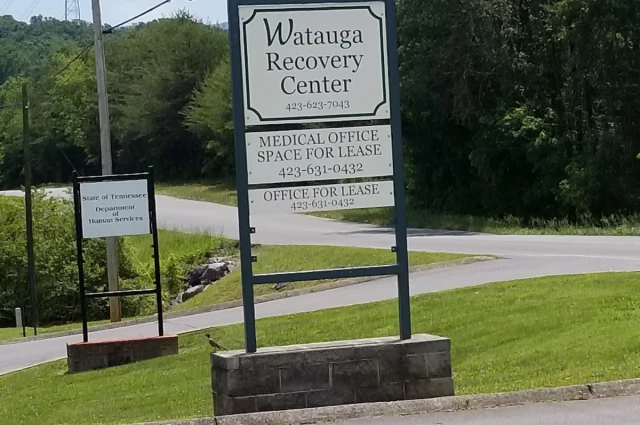 Watauga
Recovery
Center
423-623-7043
MEDICAL OFFICE
SPACE FOR LEASE
423-631-0432
OFFICE FOR LEASE
423-631-0432
State of Tennessee
Department
of
Human Services